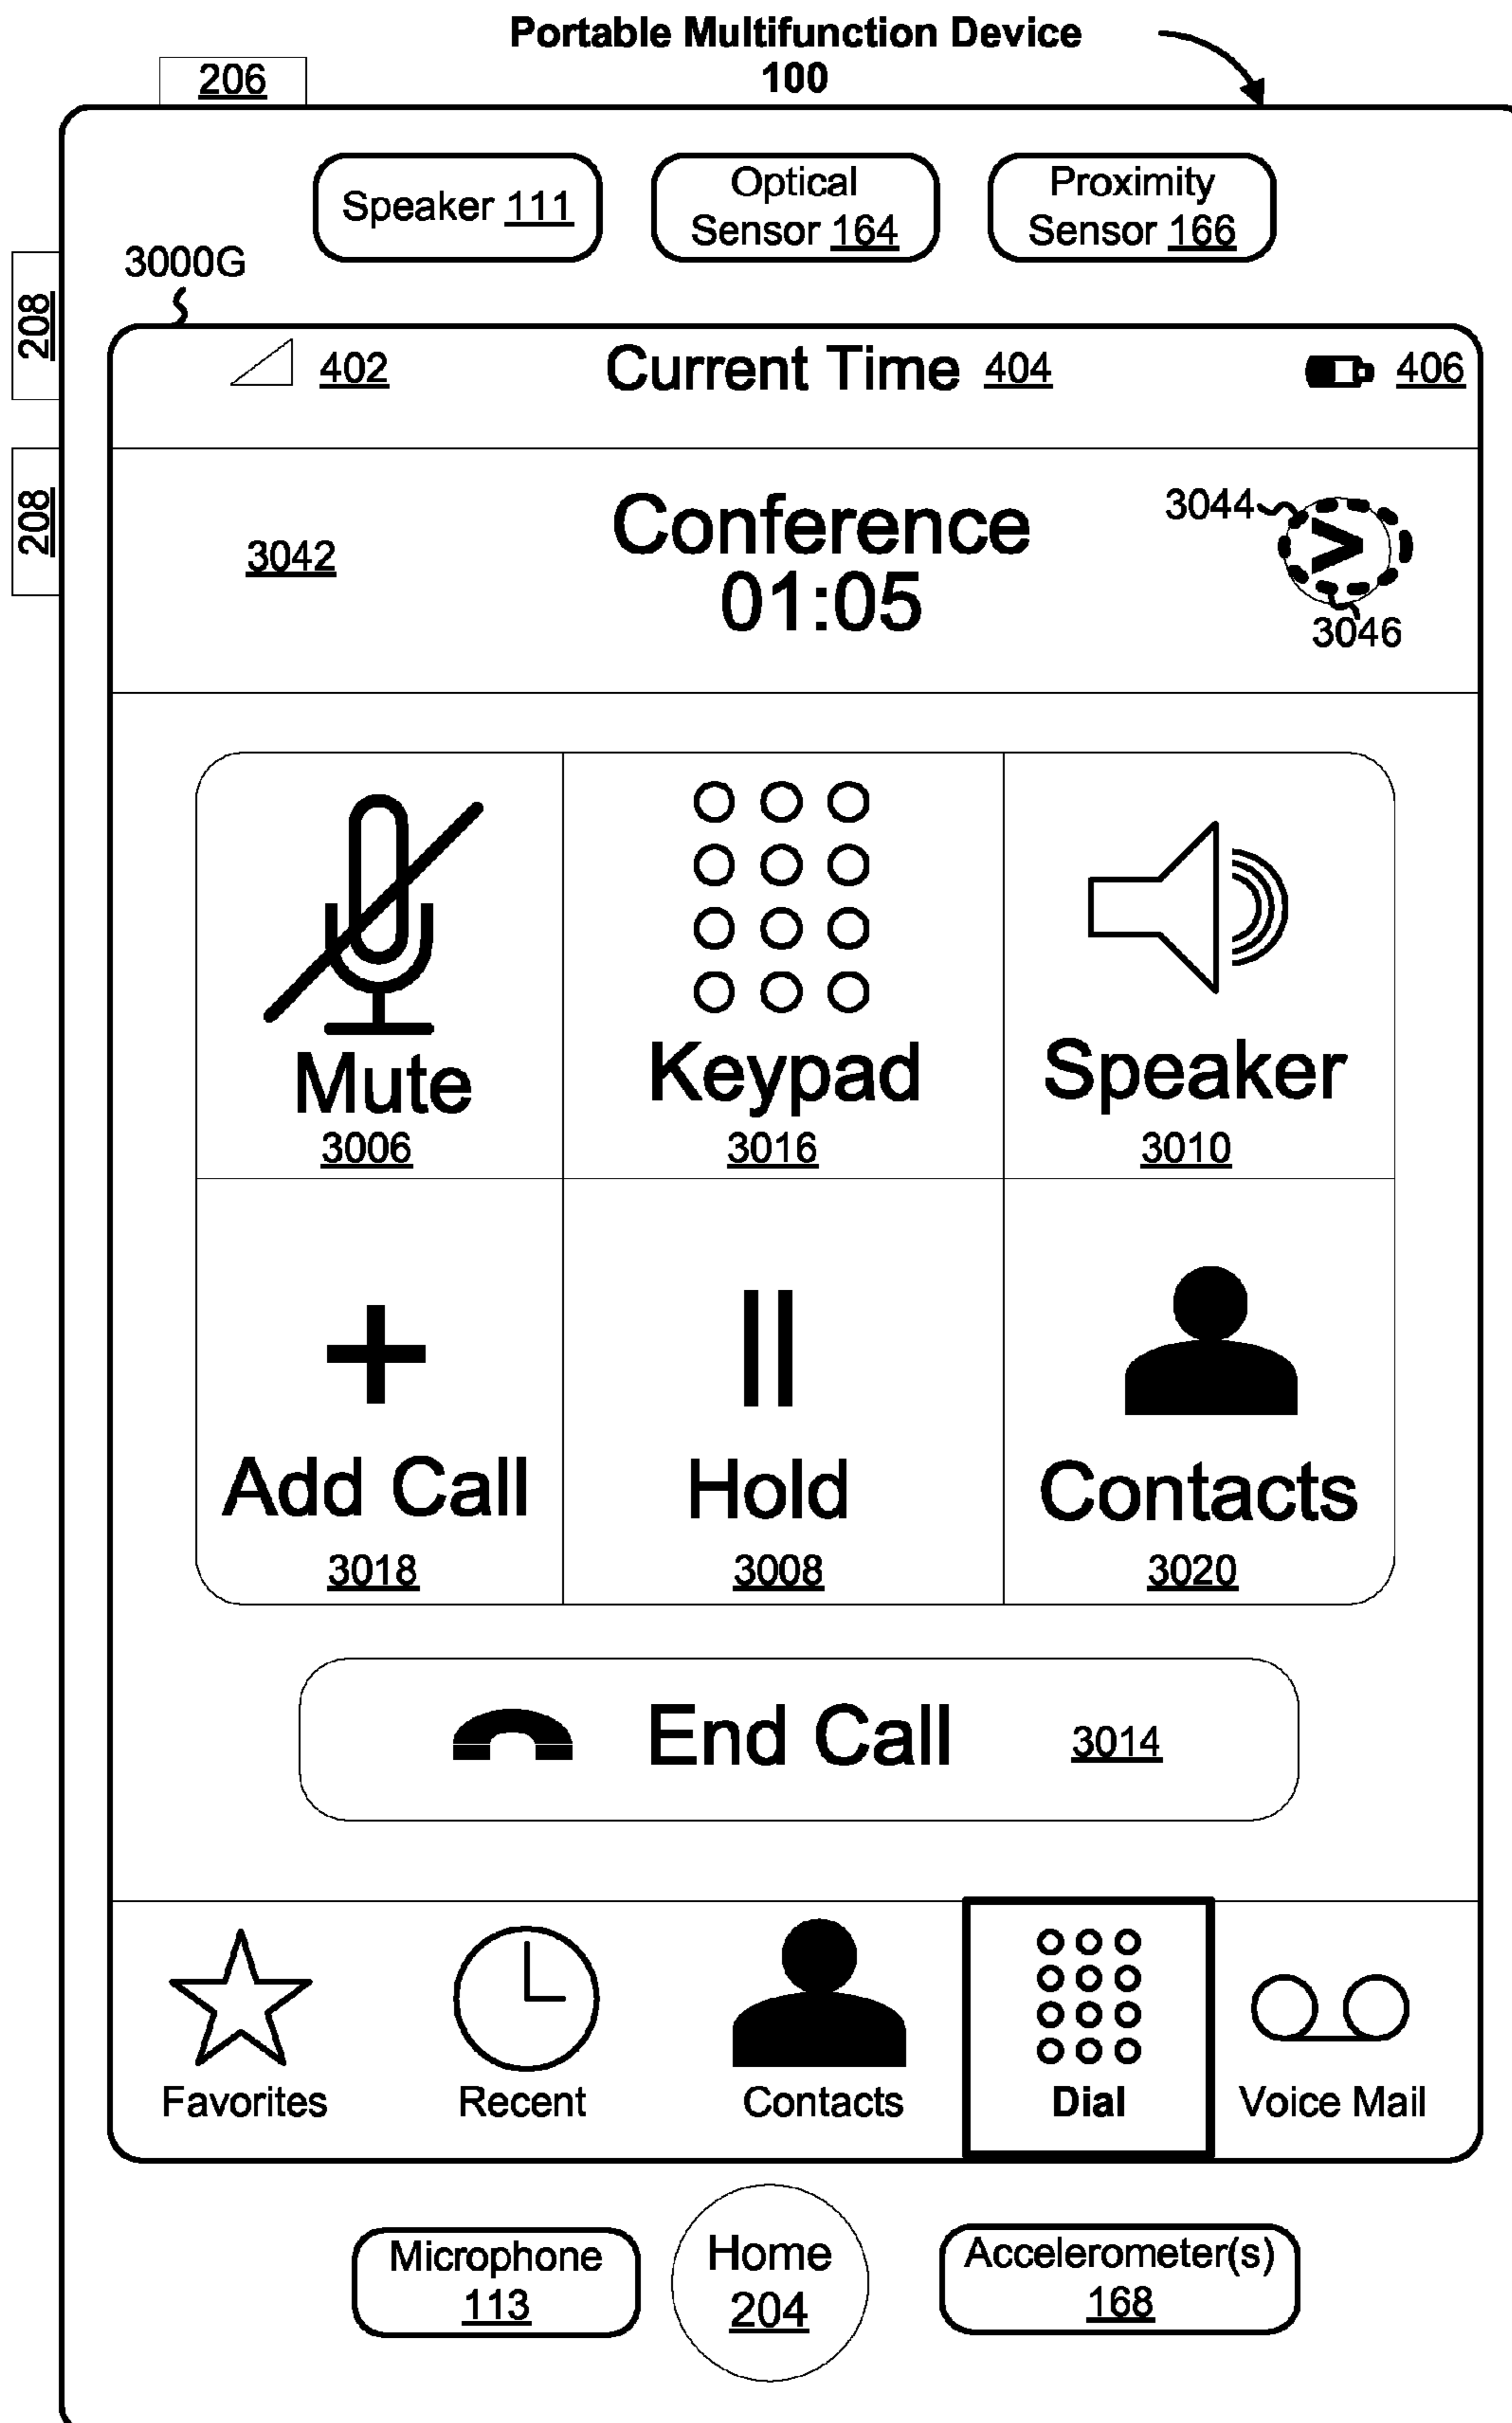 Portable Multifunction Device
100
206
Speaker 111
Optical
Sensor 164
Proximity
Sensor 166
208
3000G
402
Current Time 404
406
208
3042
Conference
01:05
3044
>
3046
Mute
3006
Keypad
3016
Speaker
3010
Add Call
3018
Hold
3008
Contacts
3020
End Call 3014
Favorites
Recent
Contacts
Dial
Voice Mail
Microphone
113
Home
204
Accelerometer(s)
168